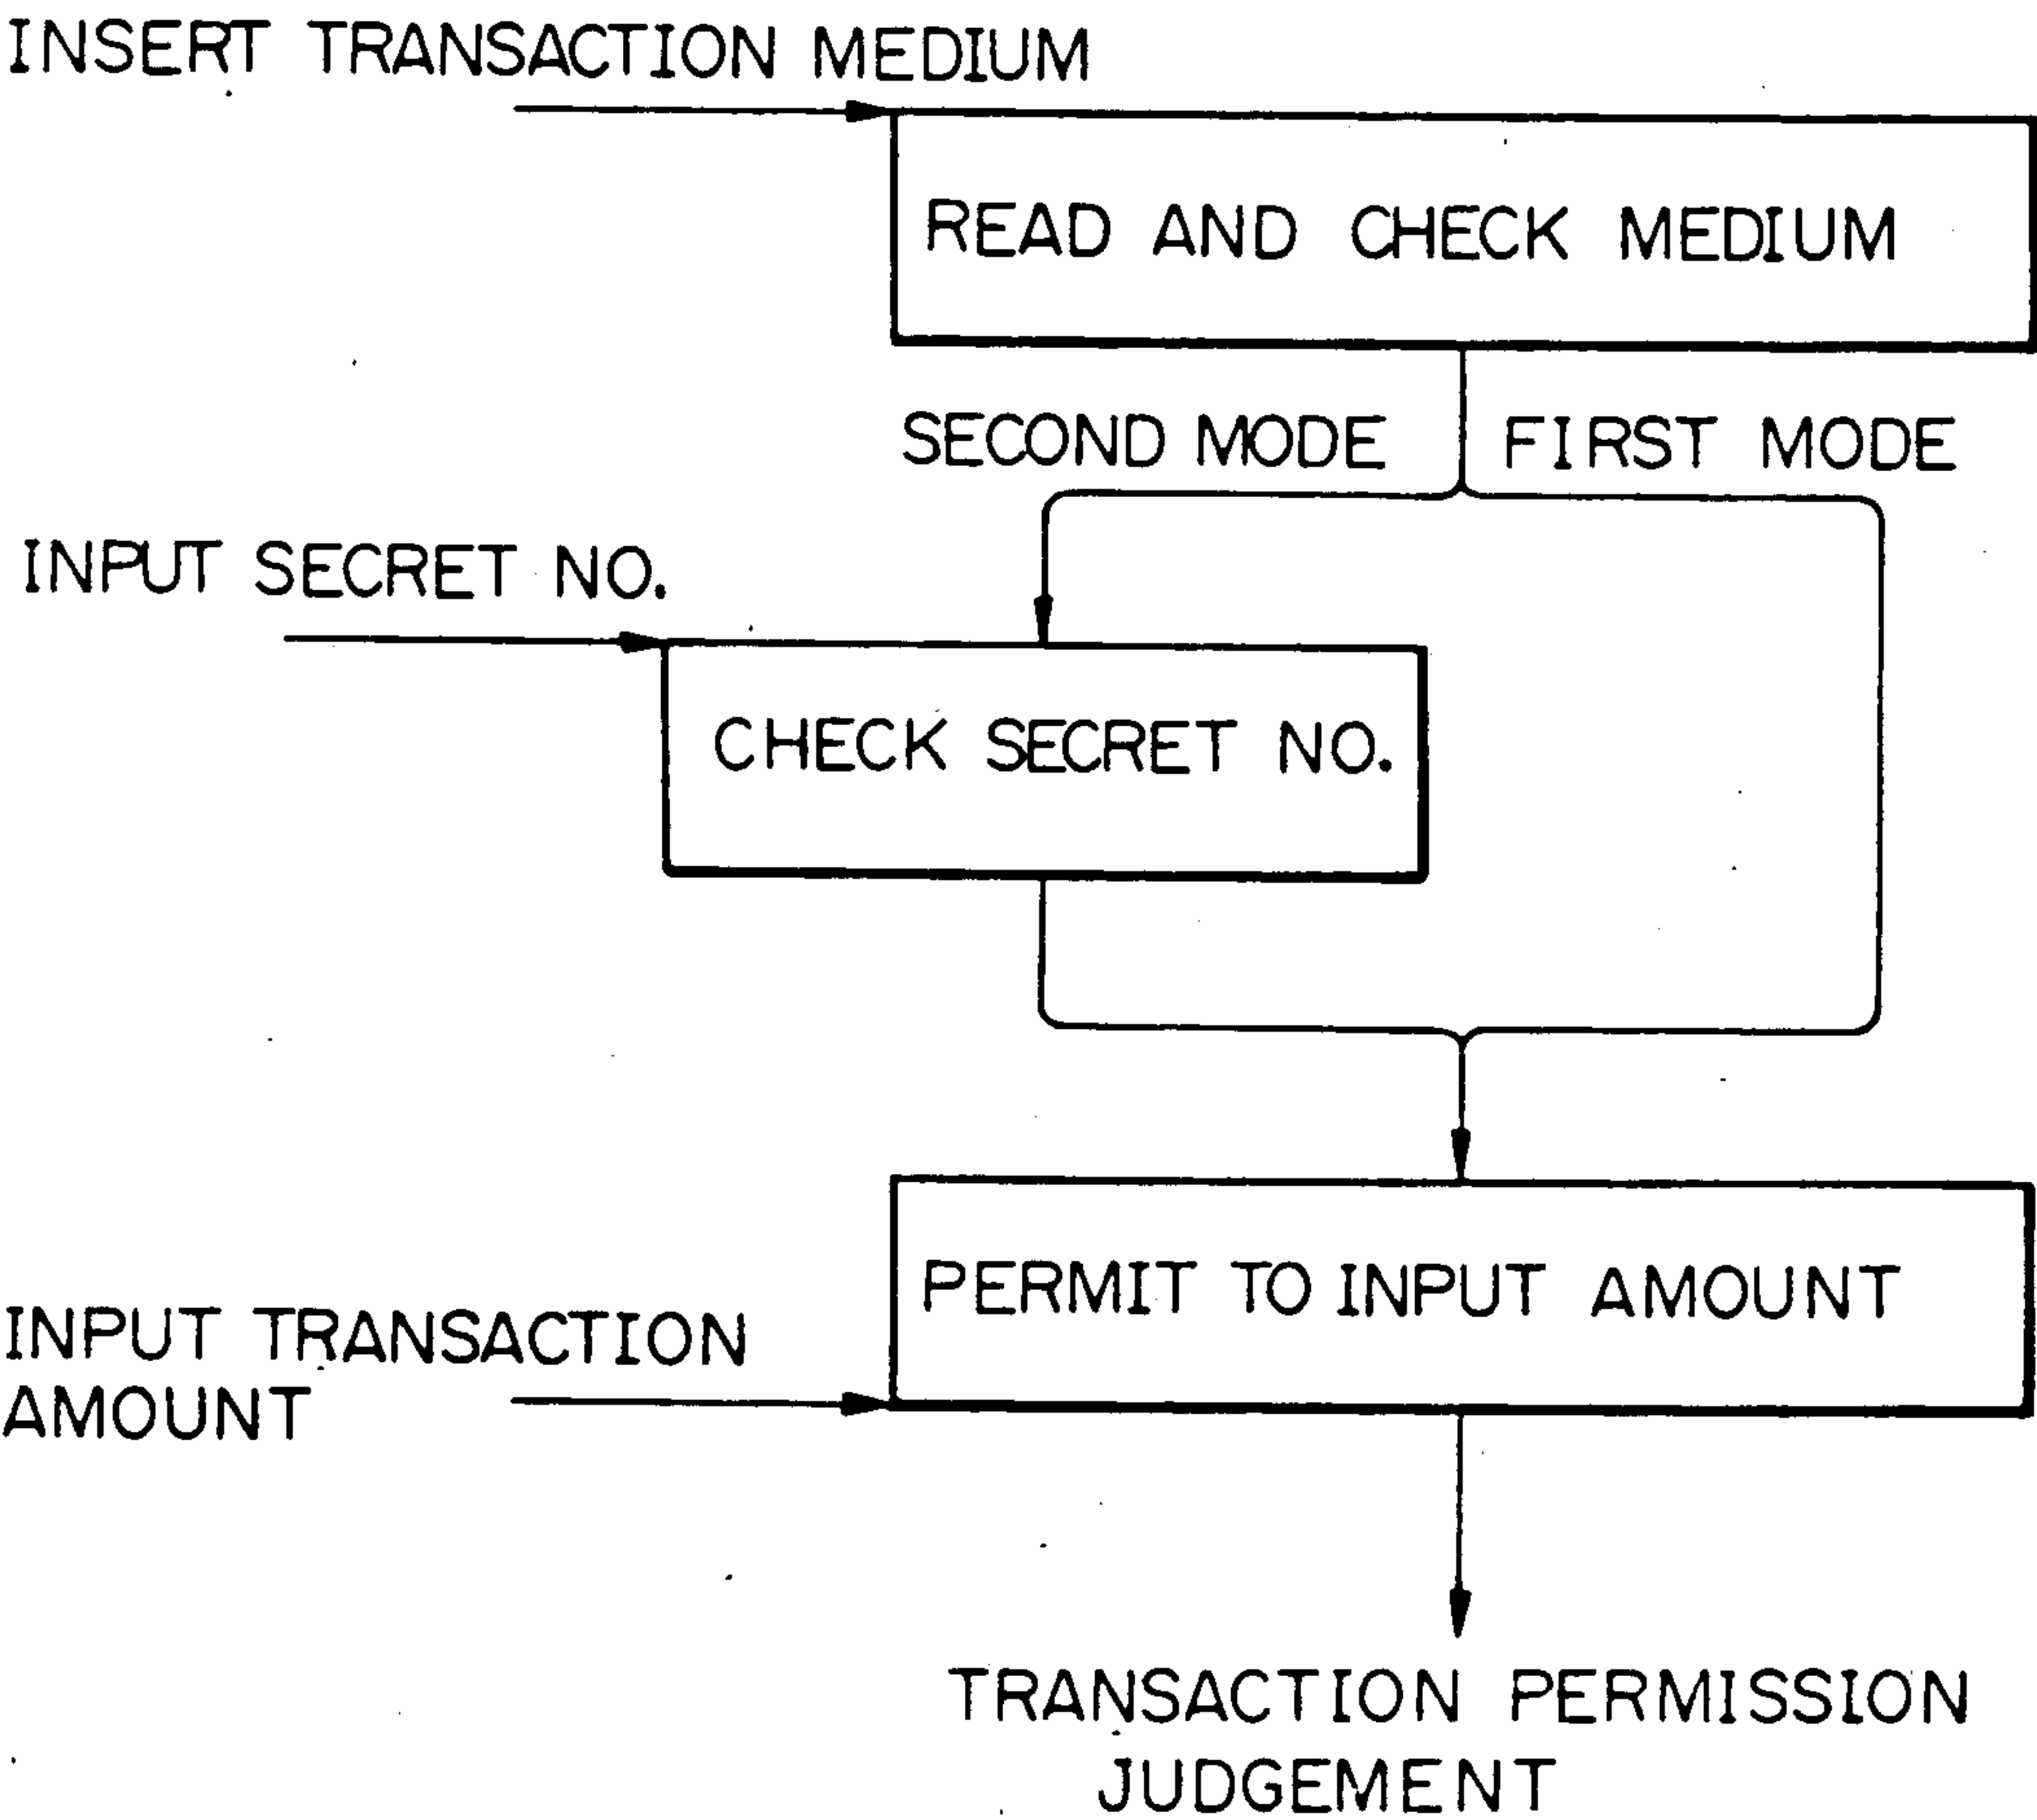 INSERT TRANSACTION MEDIUM
READ AND CHECK MEDIUM
SECOND MODE
FIRST MODE
INPUT SECRET NO.
CHECK SECRET NO.
PERMIT TO INPUT AMOUNT
INPUT TRANSACTION
AMOUNT
TRANSACTION PERMISSION
JUDGEMENT